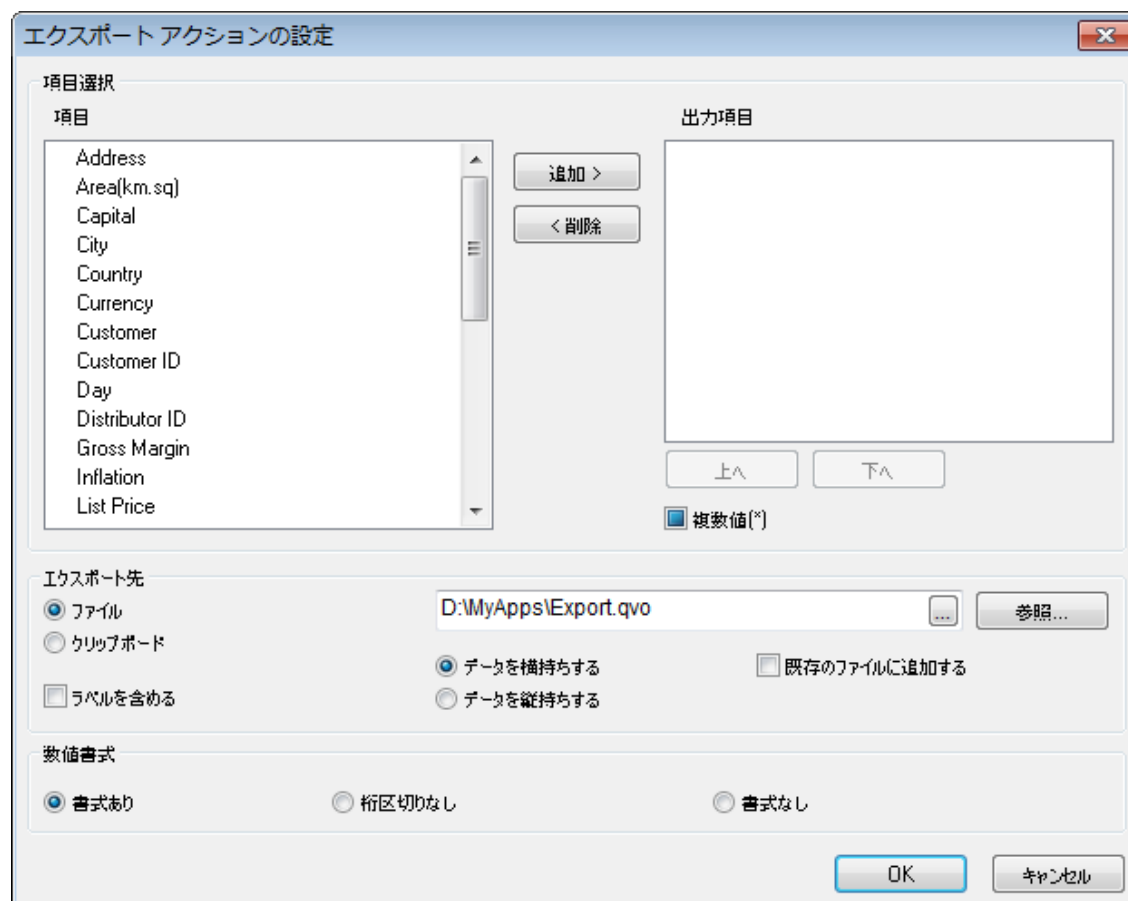 エクスポート アクションの設定
項目選択
項目
Address
Area(km.sq)
Capital
City
Country
Currency
Customer
Customer ID
Day
Distributor ID
Gross Margin
Inflation
List Price
追加 >
< 削除
出力項目
上へ
下へ
複数値(*)
エクスポート先
ファイル
クリップボード
ラベルを含める
D:\MyApps\Export.qvo
...
参照...
データを横持ちする
データを縦持ちする
既存のファイルに追加する
数値書式
書式あり
桁区切りなし
書式なし
OK
キャンセル